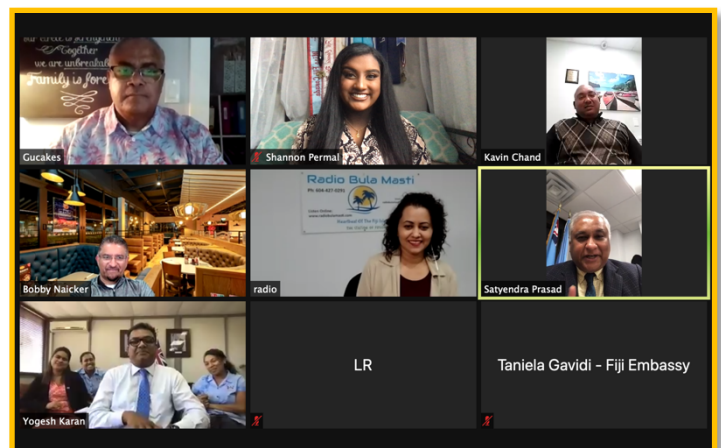 Together
we are unbreakable
Family is fore
Gucakes
Shannon Permal
Kavin Chand
Radio Bula Masti
Bobby Naicker
radio
Satyendra Prasad
Yogesh Karan
LR
Taniela Gavidi - Fiji Embassy